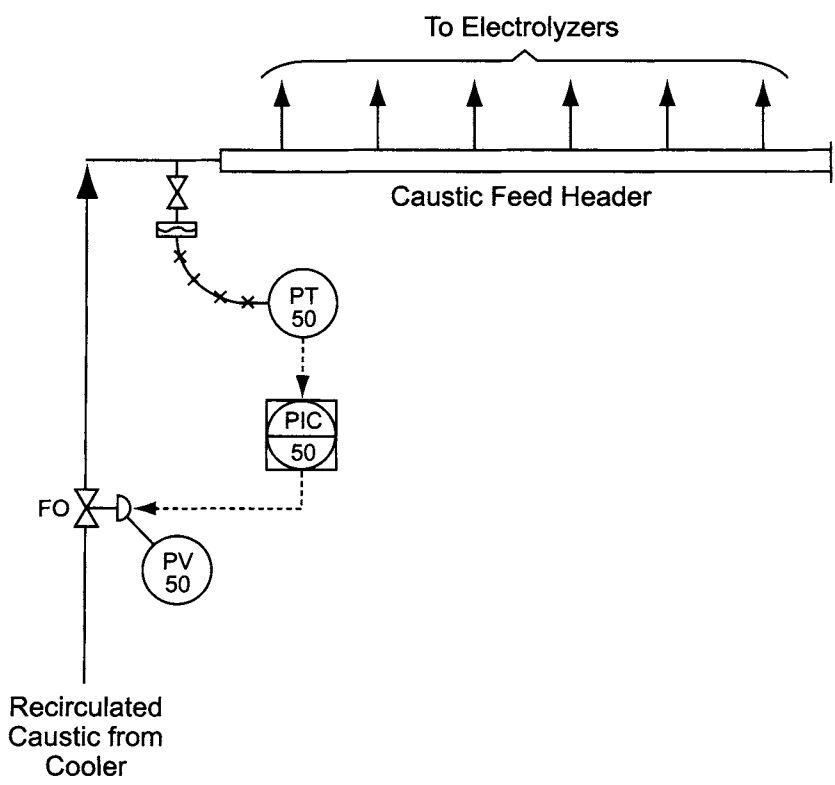 To Electrolyzers
Caustic Feed Header
PT
50
PIC
50
FO
PV
50
Recirculated
Caustic from
Cooler